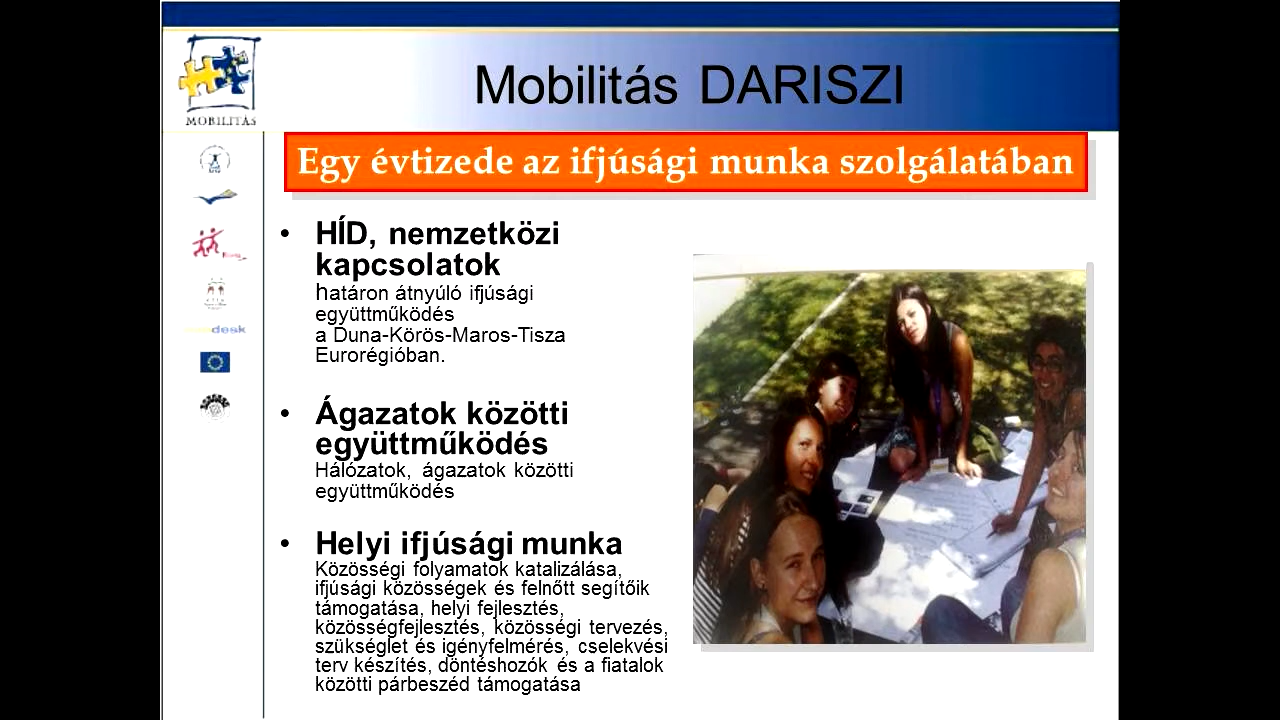 MOBILITÁS
Mobilitás DARISZI
Egy évtizede az ifjúsági munka szolgálatában
• HÍD, nemzetközi
kapcsolatok
határon átnyúló ifjúsági
együttműködés
a Duna-Körös-Maros-Tisza
Eurorégióban.
• Ágazatok közötti
együttműködés
Hálózatok, ágazatok közötti
együttműködés
• Helyi ifjúsági munka
Közösségi folyamatok katalizálása,
ifjúsági közösségek és felnőtt segítőik
támogatása, helyi fejlesztés,
közösségfejlesztés, közösségi tervezés,
szükséglet és igényfelmérés, cselekvési
terv készítés, döntéshozók és a fiatalok
közötti párbeszéd támogatása
desk